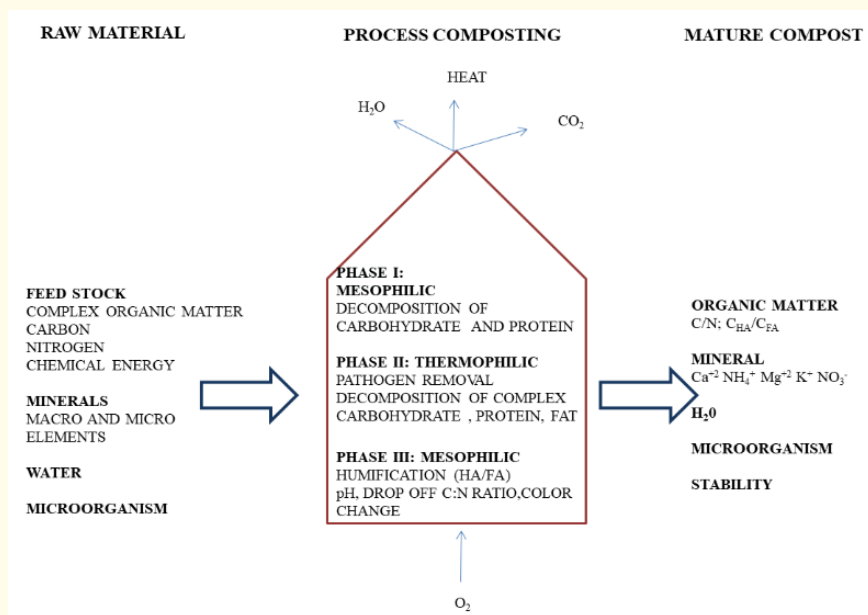 RAW MATERIAL
PROCESS COMPOSTING
MATURE COMPOST
HEAT
H₂O
CO₂
FEED STOCK
COMPLEX ORGANIC MATTER
CARBON
NITROGEN
CHEMICAL ENERGY
MINERALS
MACRO AND MICRO
ELEMENTS
WATER
MICROORGANISM
PHASE I:
MESOPHILIC
DECOMPOSITION OF
CARBOHYDRATE AND PROTEIN
PHASE II: THERMOPHILIC
PATHOGEN REMOVAL
DECOMPOSITION OF COMPLEX
CARBOHYDRATE , PROTEIN, FAT
PHASE III: MESOPHILIC
HUMIFICATION (HA/FA)
pH, DROP OFF C:N RATIO,COLOR
CHANGE
O₂
ORGANIC MATTER
C/N; C_HA/C_FA
MINERAL
Ca⁺² NH₄⁺ Mg⁺² K⁺ NO₃⁻
H₂0
MICROORGANISM
STABILITY